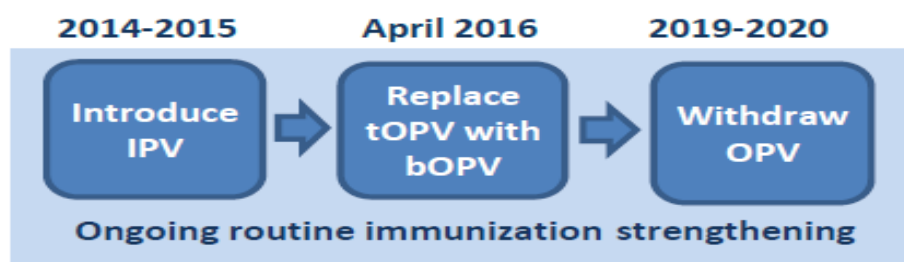 2014-2015 April 2016 2019-2020
Introduce
IPV
Replace
tOPV with
bOPV
Withdraw
OPV
Ongoing routine immunization strengthening